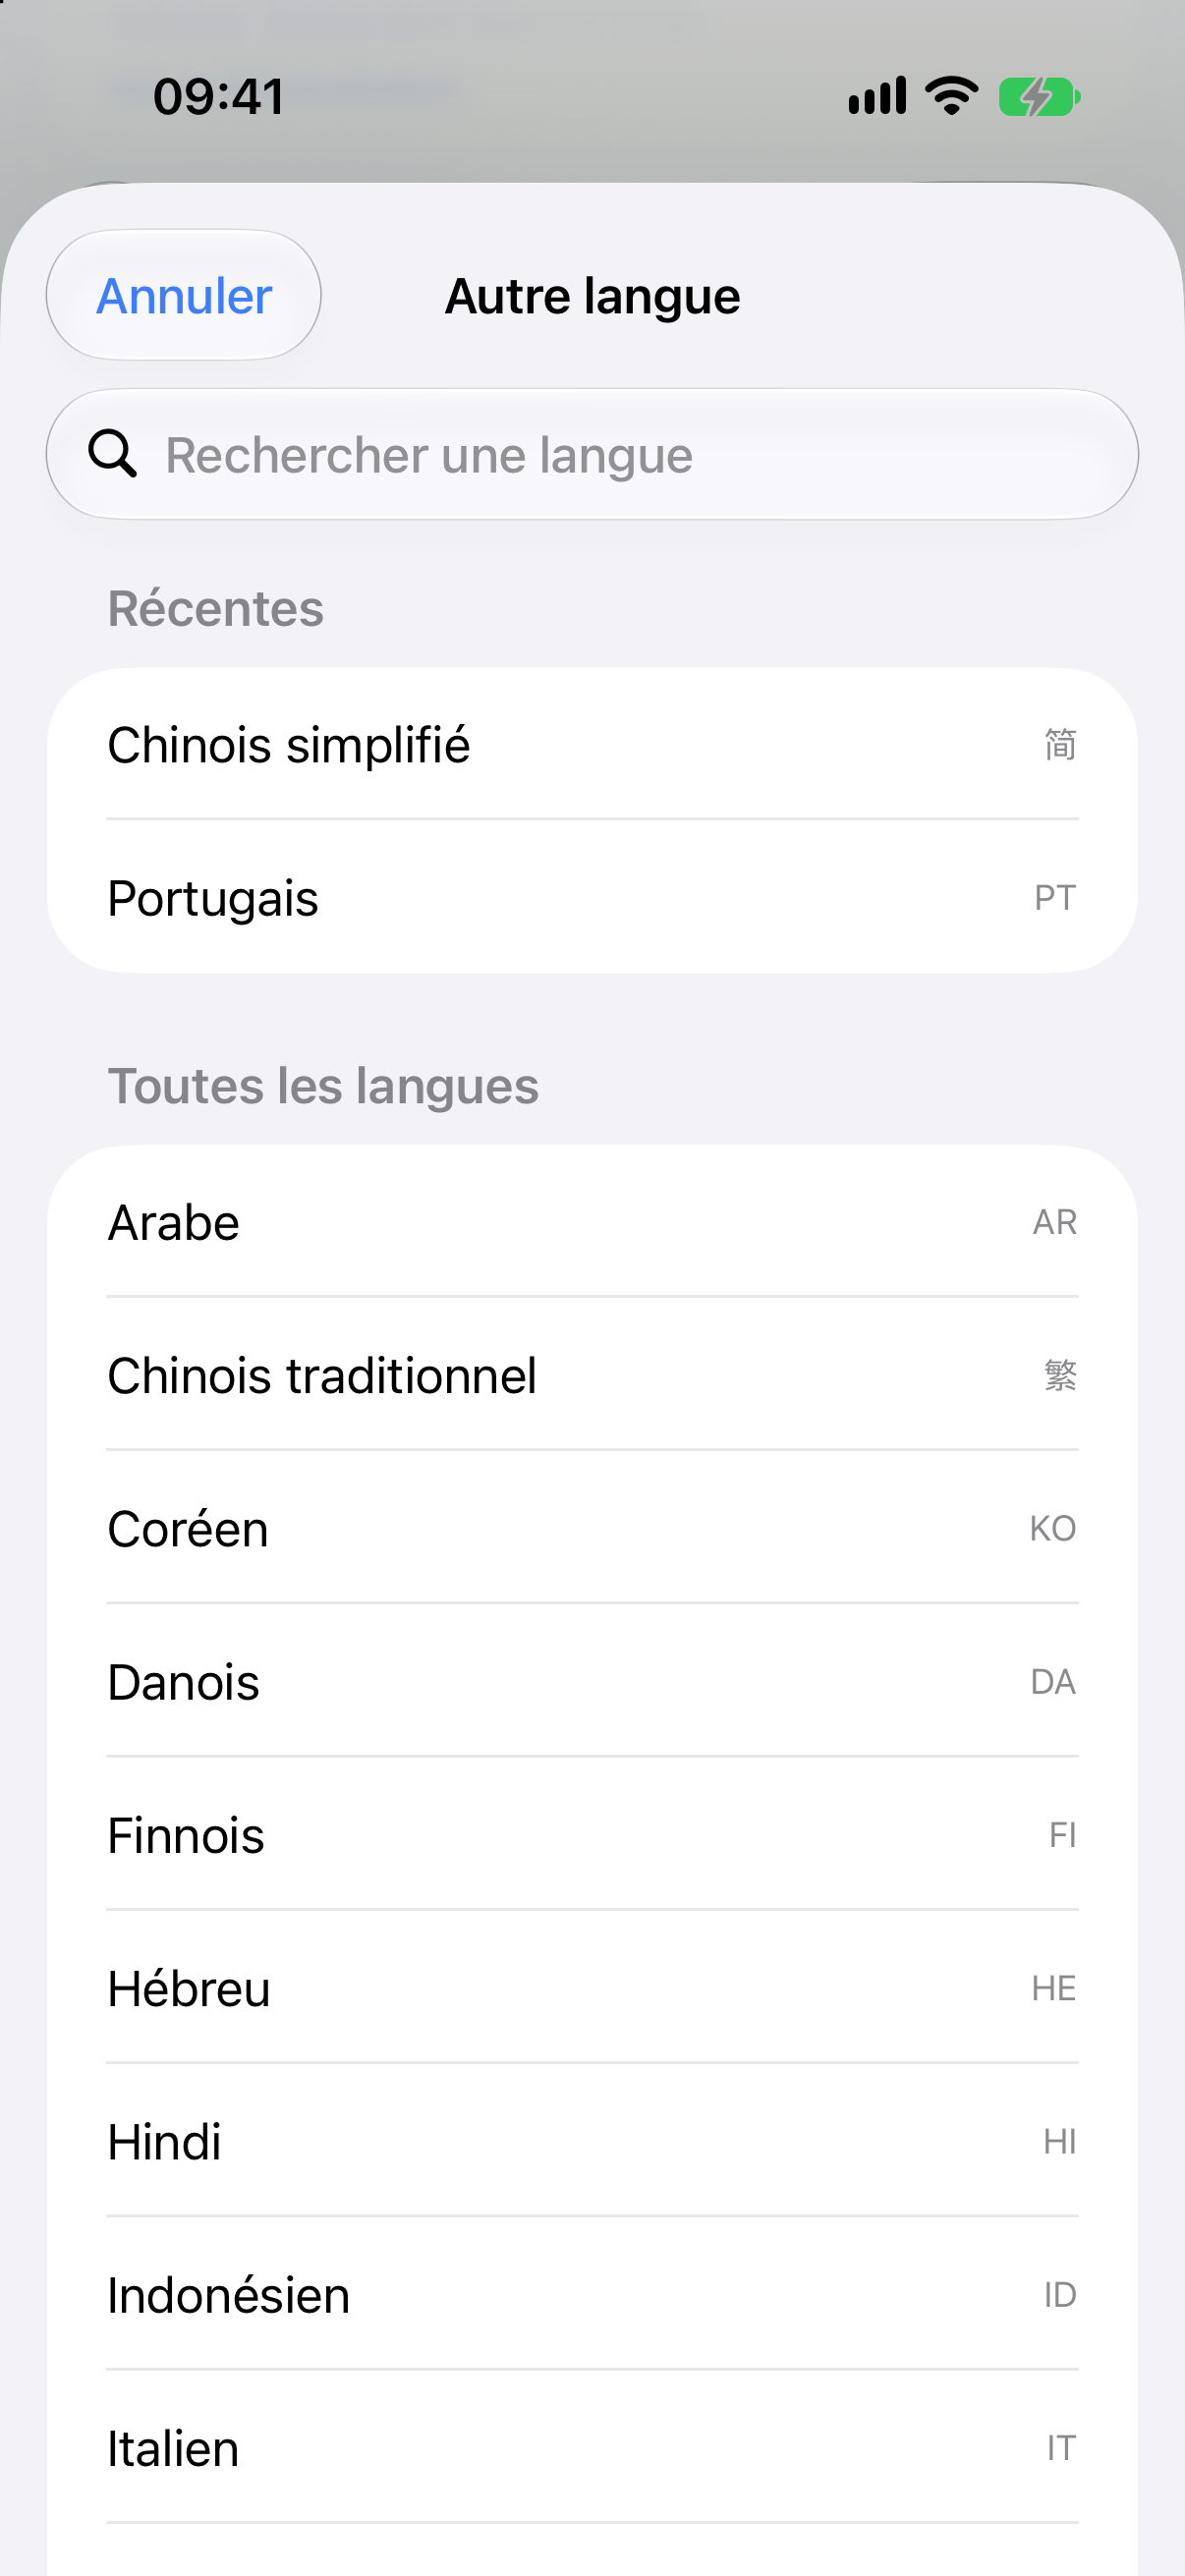 09:41
Annuler
Autre langue
Rechercher une langue
Récentes
Chinois simplifié 简
Portugais PT
Toutes les langues
Arabe AR
Chinois traditionnel 繁
Coréen KO
Danois DA
Finnois FI
Hébreu HE
Hindi HI
Indonésien ID
Italien IT